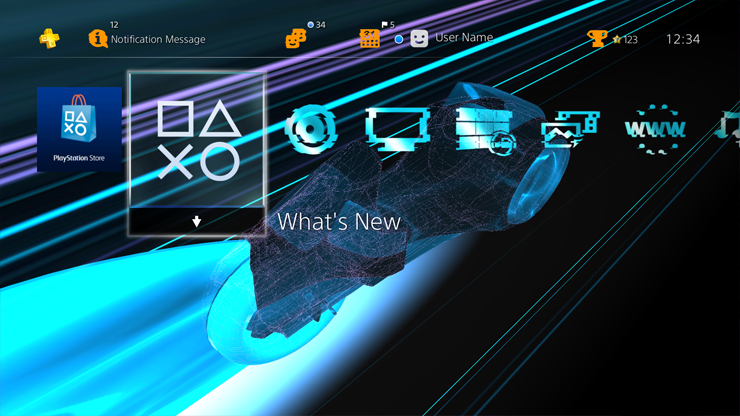 12
Notification Message
34
5
User Name
123
12:34
PlayStation Store
What's New
www